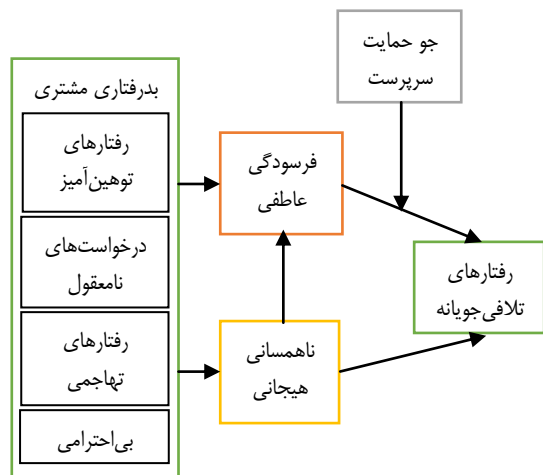 جو حمایت
سرپرست
بدرفتاری مشتری
رفتارهای
توهین‌آمیز
درخواست‌های
نامعقول
رفتارهای
تهاجمی
بی‌احترامی
فرسودگی
عاطفی
ناهمسانی
هیجانی
رفتارهای
تلافی‌جویانه